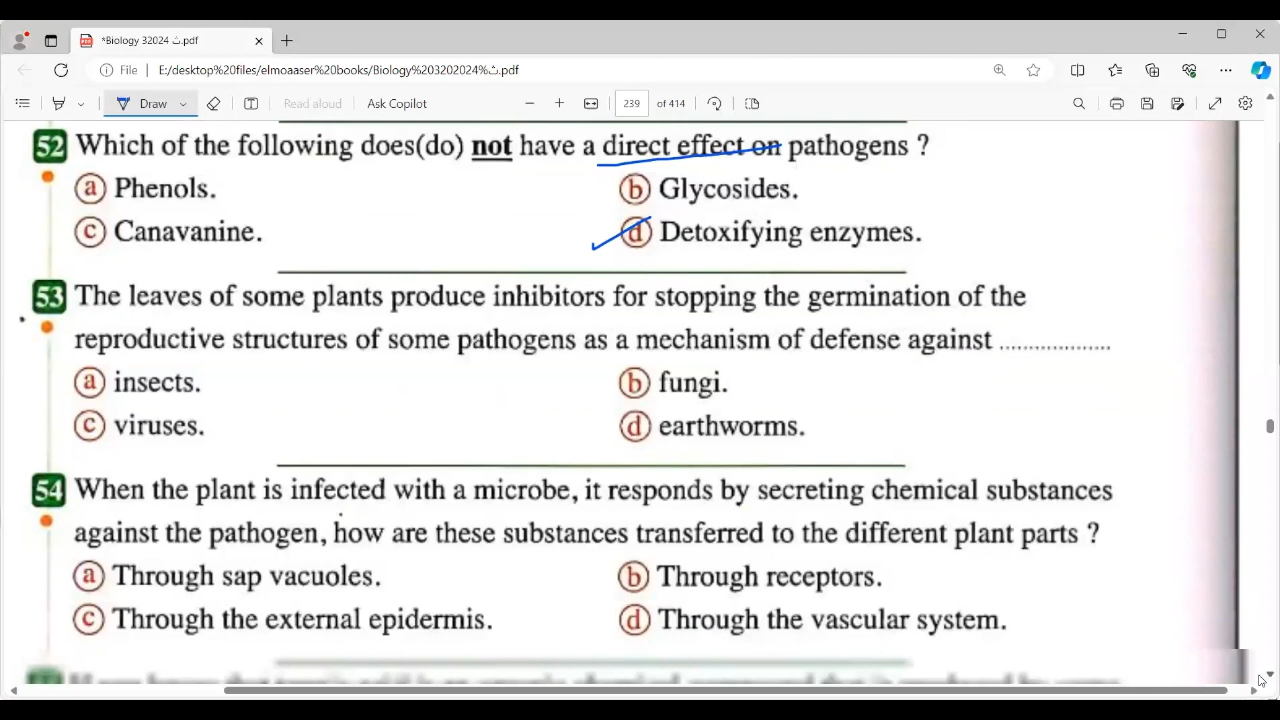 *Biology 32024 ث.pdf
File E:/desktop%20files/elmoaaser%20books/Biology%203202024%ث.pdf
Draw Read aloud Ask Copilot 239 of 414
52 Which of the following does(do) not have a direct effect on pathogens ?
a Phenols. b Glycosides.
c Canavanine. d Detoxifying enzymes.
53 The leaves of some plants produce inhibitors for stopping the germination of the
reproductive structures of some pathogens as a mechanism of defense against ...................
a insects. b fungi.
c viruses. d earthworms.
54 When the plant is infected with a microbe, it responds by secreting chemical substances
against the pathogen, how are these substances transferred to the different plant parts ?
a Through sap vacuoles. b Through receptors.
c Through the external epidermis. d Through the vascular system.